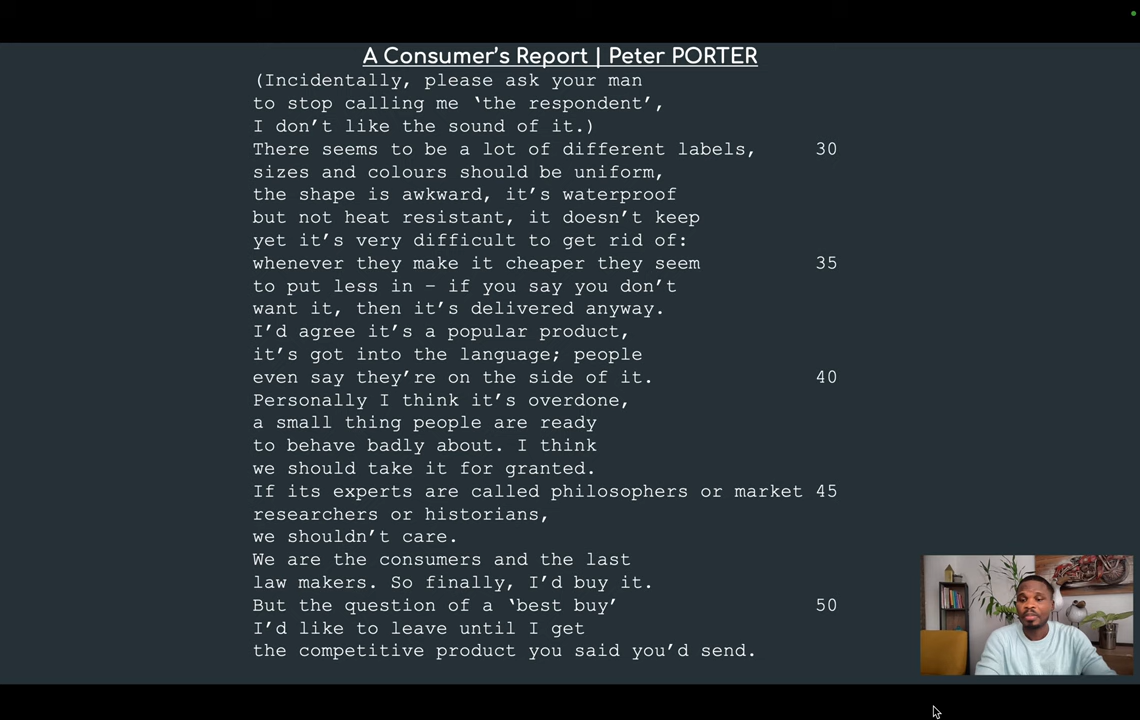 A Consumer’s Report | Peter PORTER
(Incidentally, please ask your man
to stop calling me ‛the respondent’,
I don’t like the sound of it.)
There seems to be a lot of different labels, 30
sizes and colours should be uniform,
the shape is awkward, it’s waterproof
but not heat resistant, it doesn’t keep
yet it’s very difficult to get rid of:
whenever they make it cheaper they seem 35
to put less in – if you say you don’t
want it, then it’s delivered anyway.
I’d agree it’s a popular product,
it’s got into the language; people
even say they’re on the side of it. 40
Personally I think it’s overdone,
a small thing people are ready
to behave badly about. I think
we should take it for granted.
If its experts are called philosophers or market 45
researchers or historians,
we shouldn’t care.
We are the consumers and the last
law makers. So finally, I’d buy it.
But the question of a ‛best buy’ 50
I’d like to leave until I get
the competitive product you said you’d send.